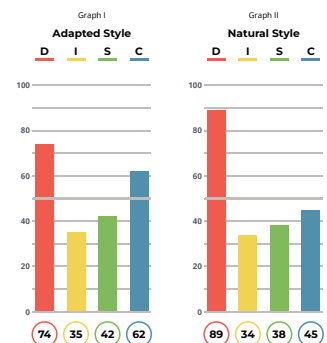 Graph I
Adapted Style
D I S C
100
80
60
40
20
0
74 35 42 62
Graph II
Natural Style
D I S C
100
80
60
40
20
0
89 34 38 45